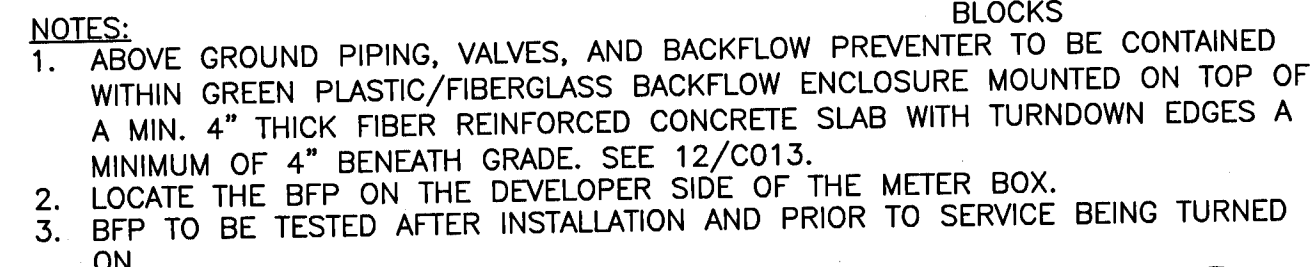 BLOCKS
NOTES:
1. ABOVE GROUND PIPING, VALVES, AND BACKFLOW PREVENTER TO BE CONTAINED
WITHIN GREEN PLASTIC/FIBERGLASS BACKFLOW ENCLOSURE MOUNTED ON TOP OF
A MIN. 4" THICK FIBER REINFORCED CONCRETE SLAB WITH TURNDOWN EDGES A
MINIMUM OF 4" BENEATH GRADE. SEE 12/C013.
2. LOCATE THE BFP ON THE DEVELOPER SIDE OF THE METER BOX.
3. BFP TO BE TESTED AFTER INSTALLATION AND PRIOR TO SERVICE BEING TURNED
ON